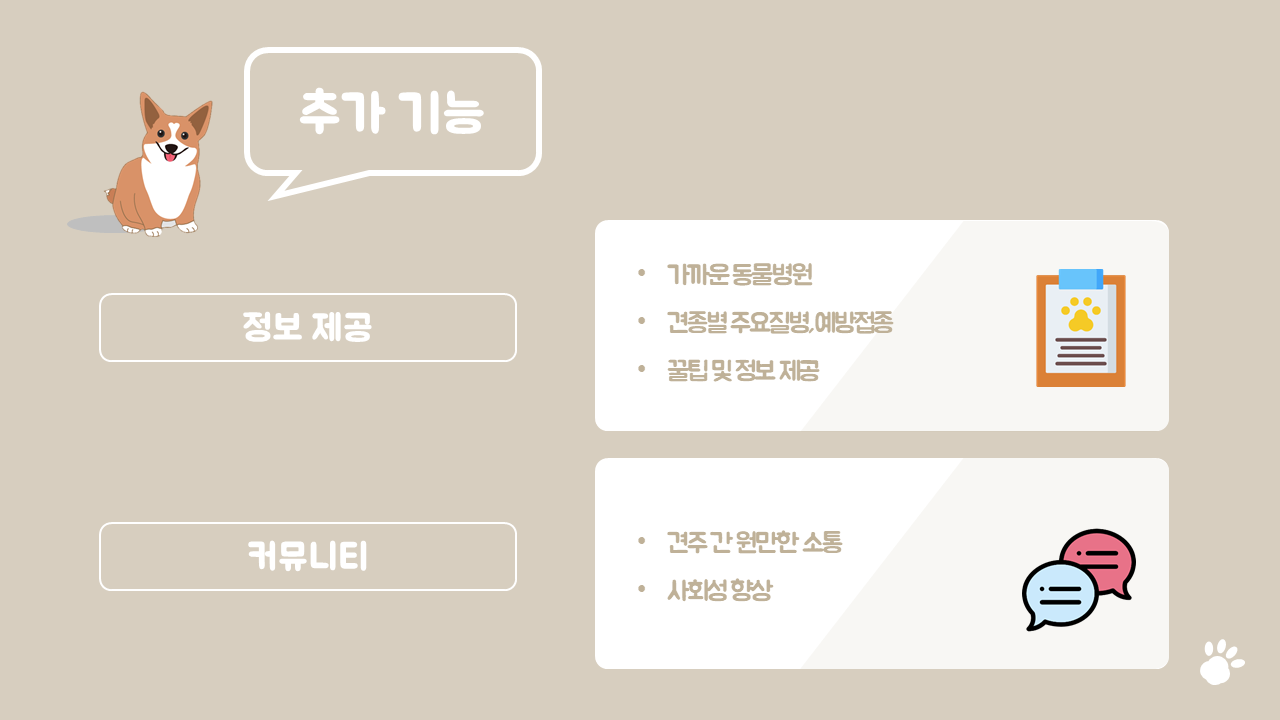 추가 기능
정보 제공
• 가까운 동물병원
• 견종별 주요질병,예방접종
• 꿀팁 및 정보 제공
커뮤니티
• 견주 간 원만한 소통
• 사회성 향상